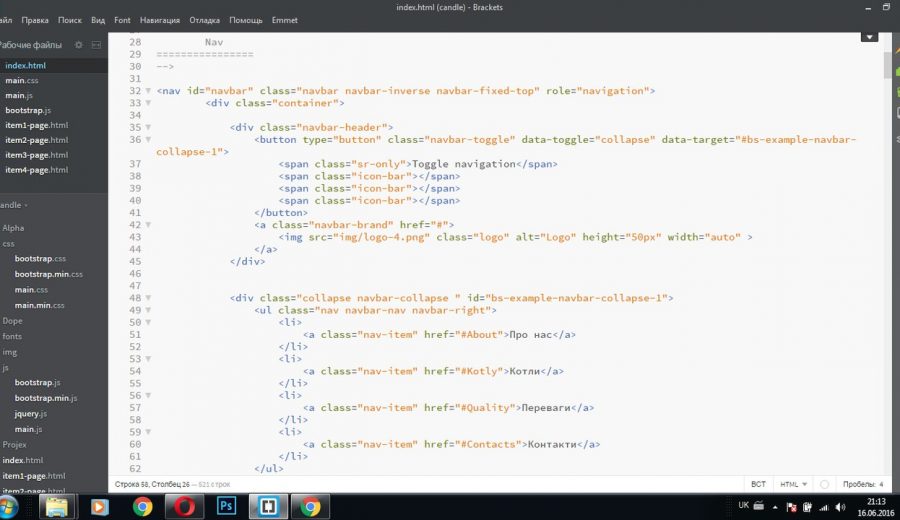 index.html (candle) - Brackets
айл Правка Поиск Вид Font Навигация Отладка Помощь Emmet
Рабочие файлы
index.html
main.css
main.js
bootstrap.js
item1-page.html
item2-page.html
item3-page.html
item4-page.html
andle
Alpha
css
bootstrap.css
bootstrap.min.css
main.css
main.min.css
Dope
fonts
img
js
bootstrap.js
bootstrap.min.js
jquery.js
main.js
Projex
index.html
item1-page.html
item2-page.html
28 Nav
29 ================
30 -->
31
32 <nav id="navbar" class="navbar navbar-inverse navbar-fixed-top" role="navigation">
33 <div class="container">
34
35 <div class="navbar-header">
36 <button type="button" class="navbar-toggle" data-toggle="collapse" data-target="#bs-example-navbar-
collapse-1">
37 <span class="sr-only">Toggle navigation</span>
38 <span class="icon-bar"></span>
39 <span class="icon-bar"></span>
40 <span class="icon-bar"></span>
41 </button>
42 <a class="navbar-brand" href="#">
43 <img src="img/logo-4.png" class="logo" alt="Logo" height="50px" width="auto" >
44 </a>
45 </div>
46
47
48 <div class="collapse navbar-collapse " id="bs-example-navbar-collapse-1">
49 <ul class="nav navbar-nav navbar-right">
50 <li>
51 <a class="nav-item" href="#About">Про нас</a>
52 </li>
53 <li>
54 <a class="nav-item" href="#Kotly">Котли</a>
55 </li>
56 <li>
57 <a class="nav-item" href="#Quality">Переваги</a>
58 </li>
59 <li>
60 <a class="nav-item" href="#Contacts">Контакти</a>
61 </li>
62 </ul>
Строка 58, Столбец 26 — 621 строк
ВСТ HTML Пробелы: 4
Ps
UK
21:13
16.06.2016